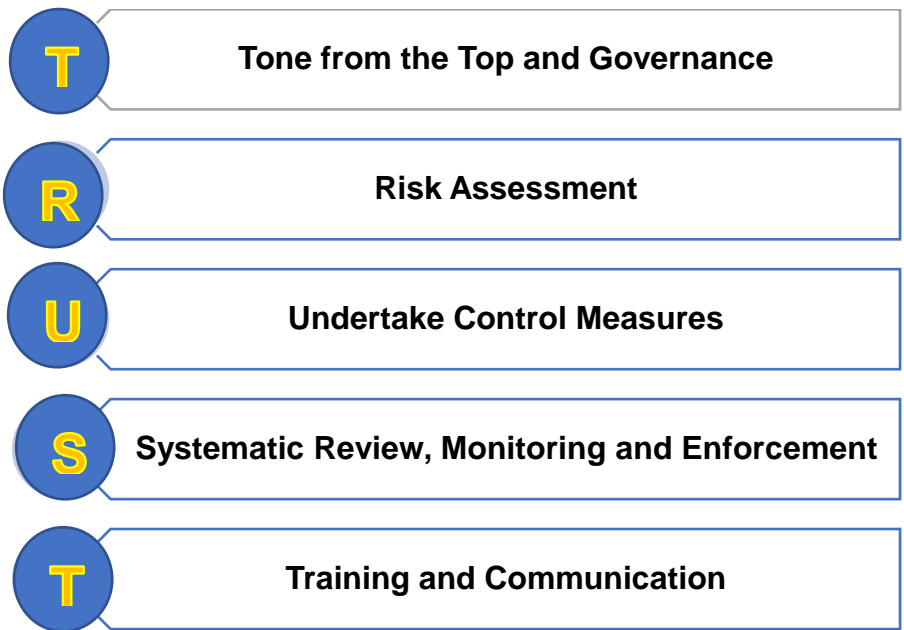 T
Tone from the Top and Governance
R
Risk Assessment
U
Undertake Control Measures
S
Systematic Review, Monitoring and Enforcement
T
Training and Communication